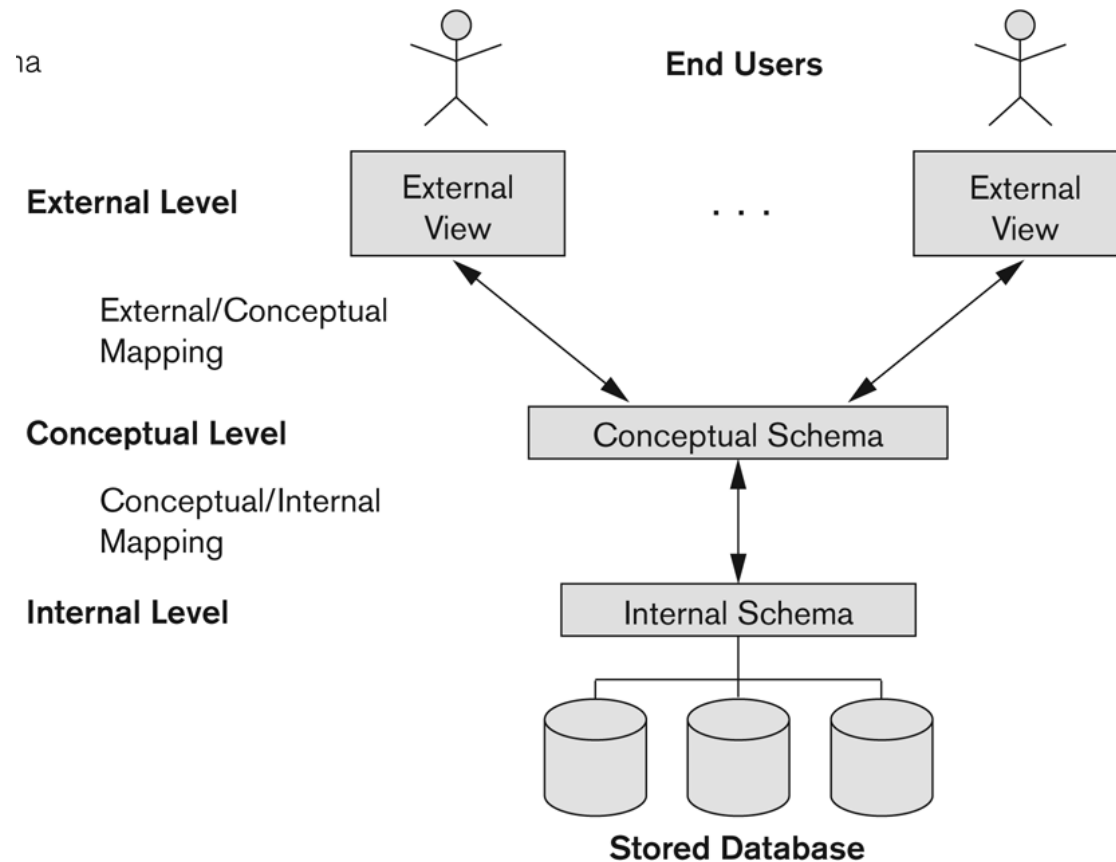 na
End Users
External Level
External
View
. . .
External
View
External/Conceptual
Mapping
Conceptual Level
Conceptual Schema
Conceptual/Internal
Mapping
Internal Level
Internal Schema
Stored Database